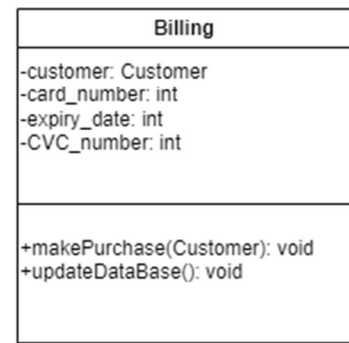 Billing
-customer: Customer
-card_number: int
-expiry_date: int
-CVC_number: int
+makePurchase(Customer): void
+updateDataBase(): void